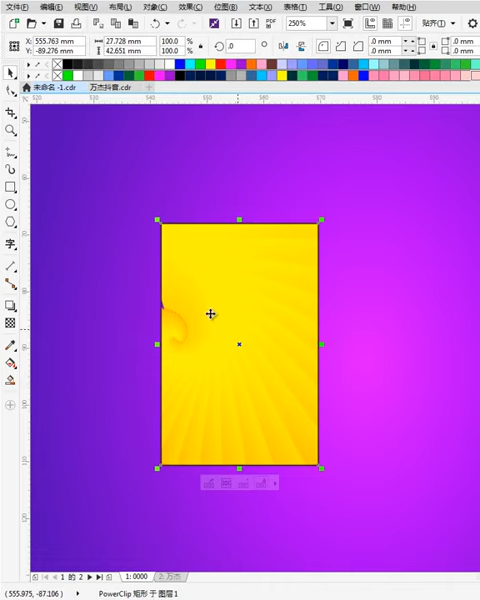 文件(F) 编辑(E) 视图(V) 布局(L) 对象(C) 效果(C) 位图(B) 文本(X) 表格(T) 工具(O) 窗口(W) 帮助(H)
PDF 250% 贴齐(T)
X: 555.763 mm 27.728 mm 100.0 % .0 .0 mm .0 mm
Y: -89.276 mm 42.651 mm 100.0 % .0 mm .0 mm
未命名 -1.cdr 万杰抖音.cdr
520 540 550 560 570 580 590
字
1 的 2 1: 0000 2: 万杰
( 555.975, -87.106 ) PowerClip 矩形 于 图层 1